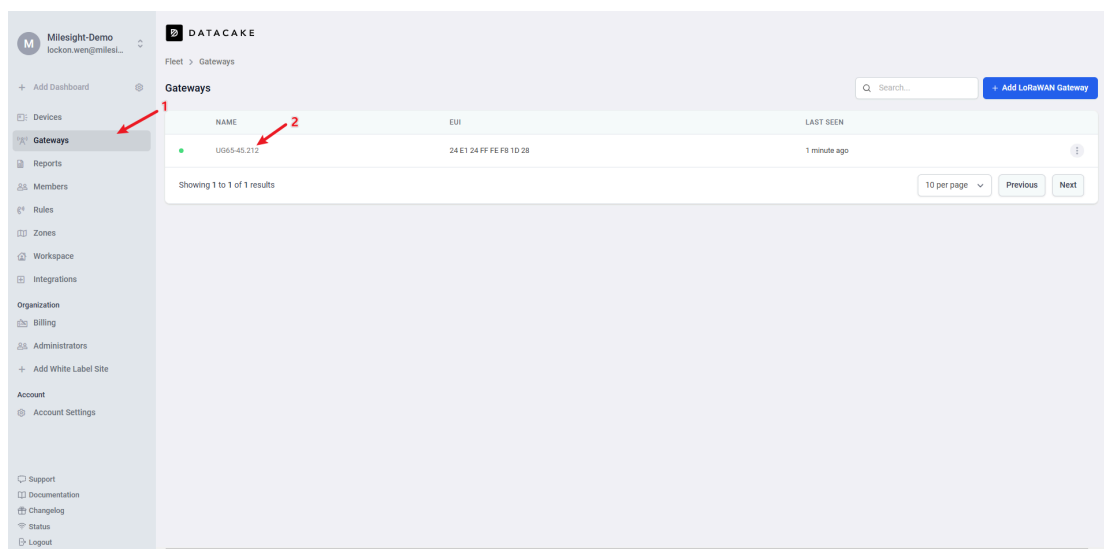 M
Milesight-Demo
lockon.wen@milesi...
+ Add Dashboard
Devices
Gateways
Reports
Members
Rules
Zones
Workspace
Integrations
Organization
Billing
Administrators
+ Add White Label Site
Account
Account Settings
Support
Documentation
Changelog
Status
Logout
DATACAKE
Fleet > Gateways
Gateways
Search...
+ Add LoRaWAN Gateway
1
NAME
2
EUI
LAST SEEN
UG65-45.212
24 E1 24 FF FE F8 1D 28
1 minute ago
Showing 1 to 1 of 1 results
10 per page
Previous
Next